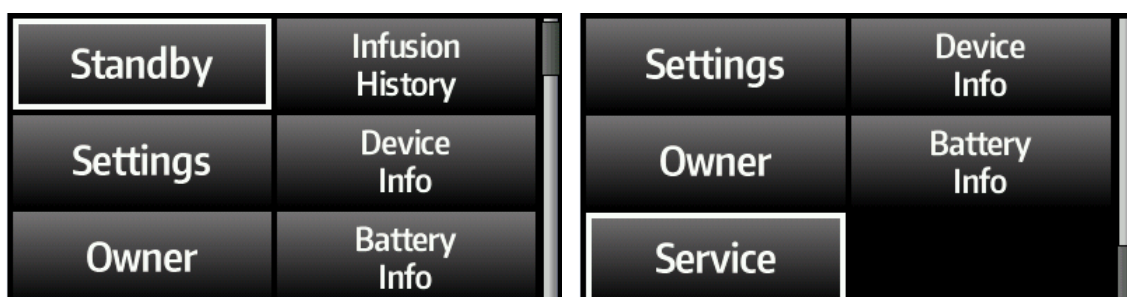 Standby
Infusion
History
Settings
Device
Info
Owner
Battery
Info
Settings
Device
Info
Owner
Battery
Info
Service